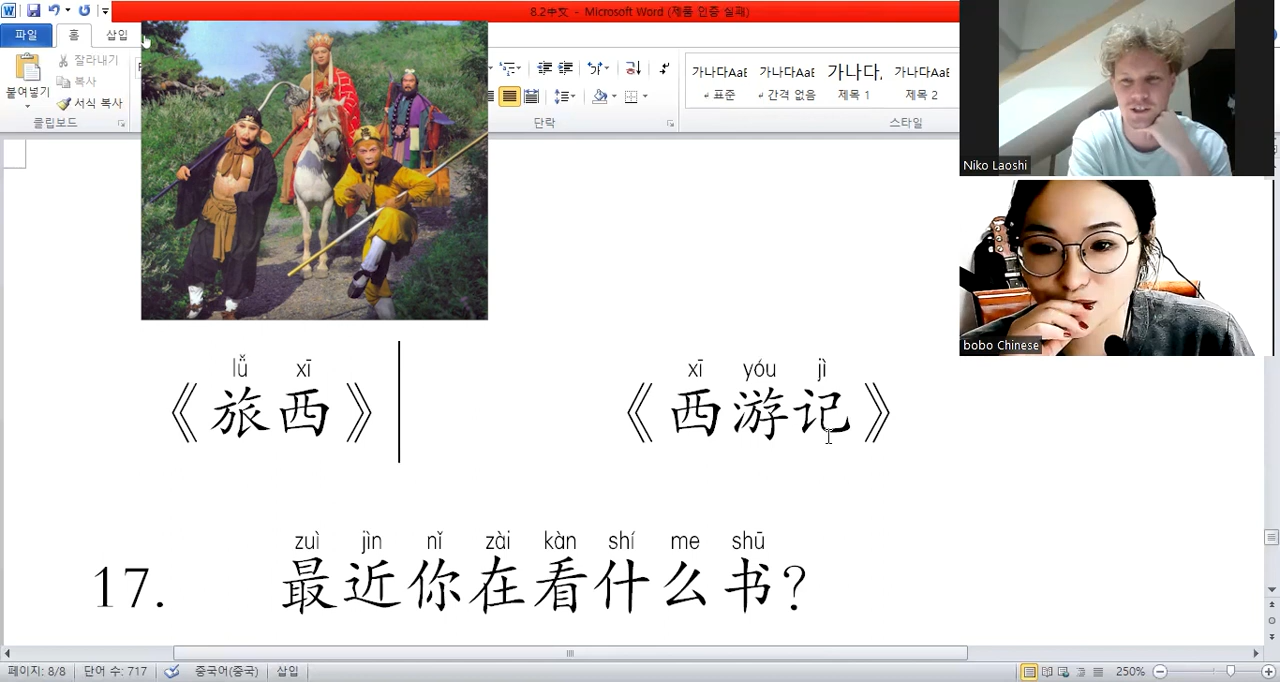 8.2中文 - Microsoft Word (제품 인증 실패)
파일 홈 삽입
붙여넣기
잘라내기
복사
서식 복사
클립보드
단락
가나다AaE 가나다AaE 가나다, 가나다AaE
↲ 표준 ↲ 간격 없음 제목 1 제목 2
스타일
Niko Laoshi
bobo Chinese
lǚ xī
《旅西》
xī yóu jì
《西游记》
zuì jìn nǐ zài kàn shí me shū
17. 最近你在看什么书?
페이지: 8/8 단어 수: 717 중국어(중국) 삽입 250%